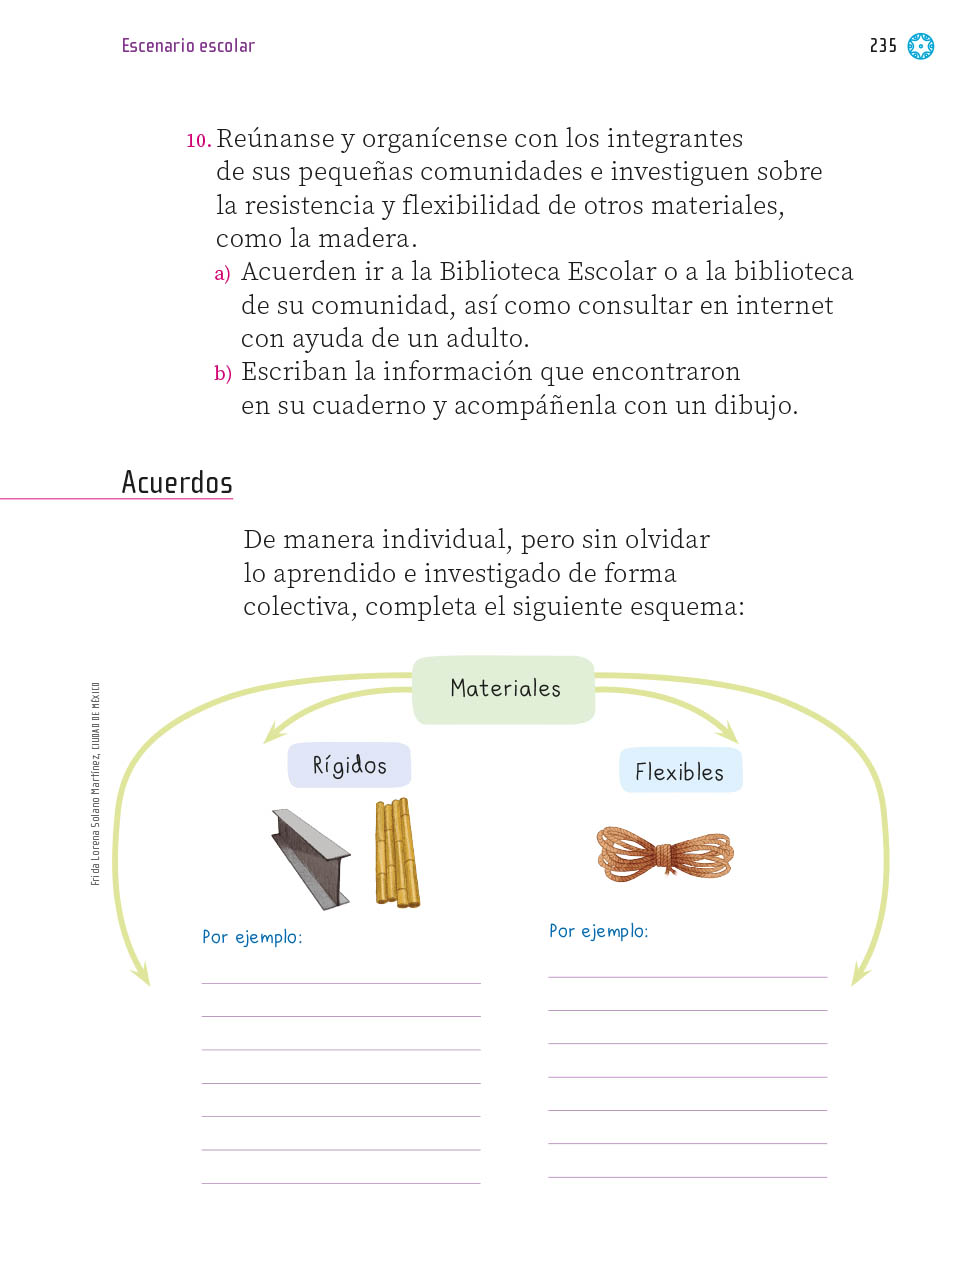 Escenario escolar
235
10. Reúnanse y organícense con los integrantes
de sus pequeñas comunidades e investiguen sobre
la resistencia y flexibilidad de otros materiales,
como la madera.
a) Acuerden ir a la Biblioteca Escolar o a la biblioteca
de su comunidad, así como consultar en internet
con ayuda de un adulto.
b) Escriban la información que encontraron
en su cuaderno y acompáñenla con un dibujo.
Acuerdos
De manera individual, pero sin olvidar
lo aprendido e investigado de forma
colectiva, completa el siguiente esquema:
Materiales
Rígidos
Flexibles
Por ejemplo:
Por ejemplo:
Frida Lorena Solano Martínez, CIUDAD DE MÉXICO